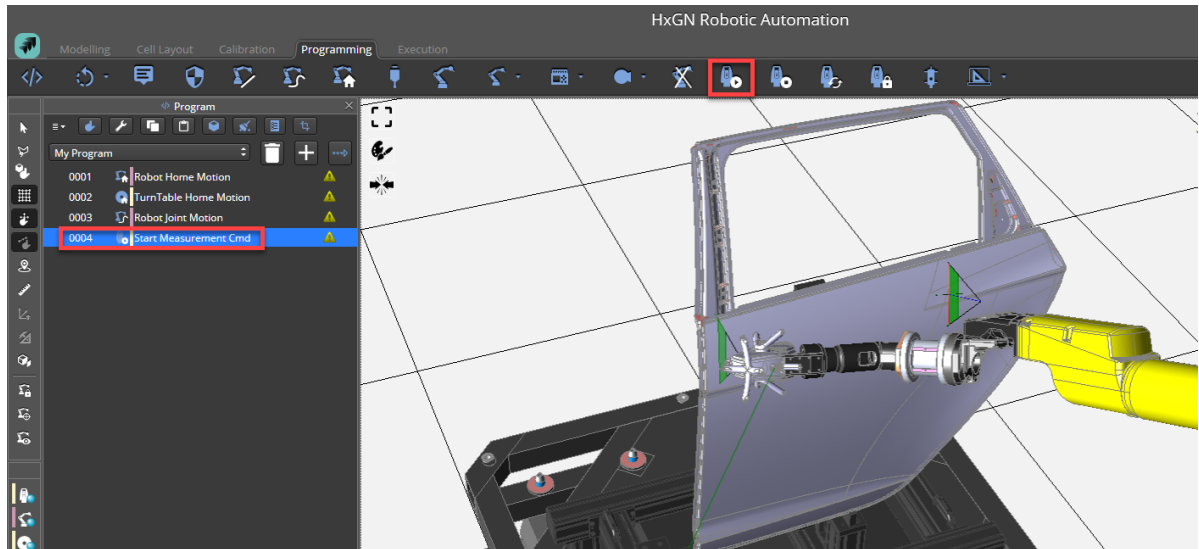 HxGN Robotic Automation
Modelling Cell Layout Calibration Programming Execution
Program
My Program
0001 Robot Home Motion
0002 TurnTable Home Motion
0003 Robot Joint Motion
0004 Start Measurement Cmd